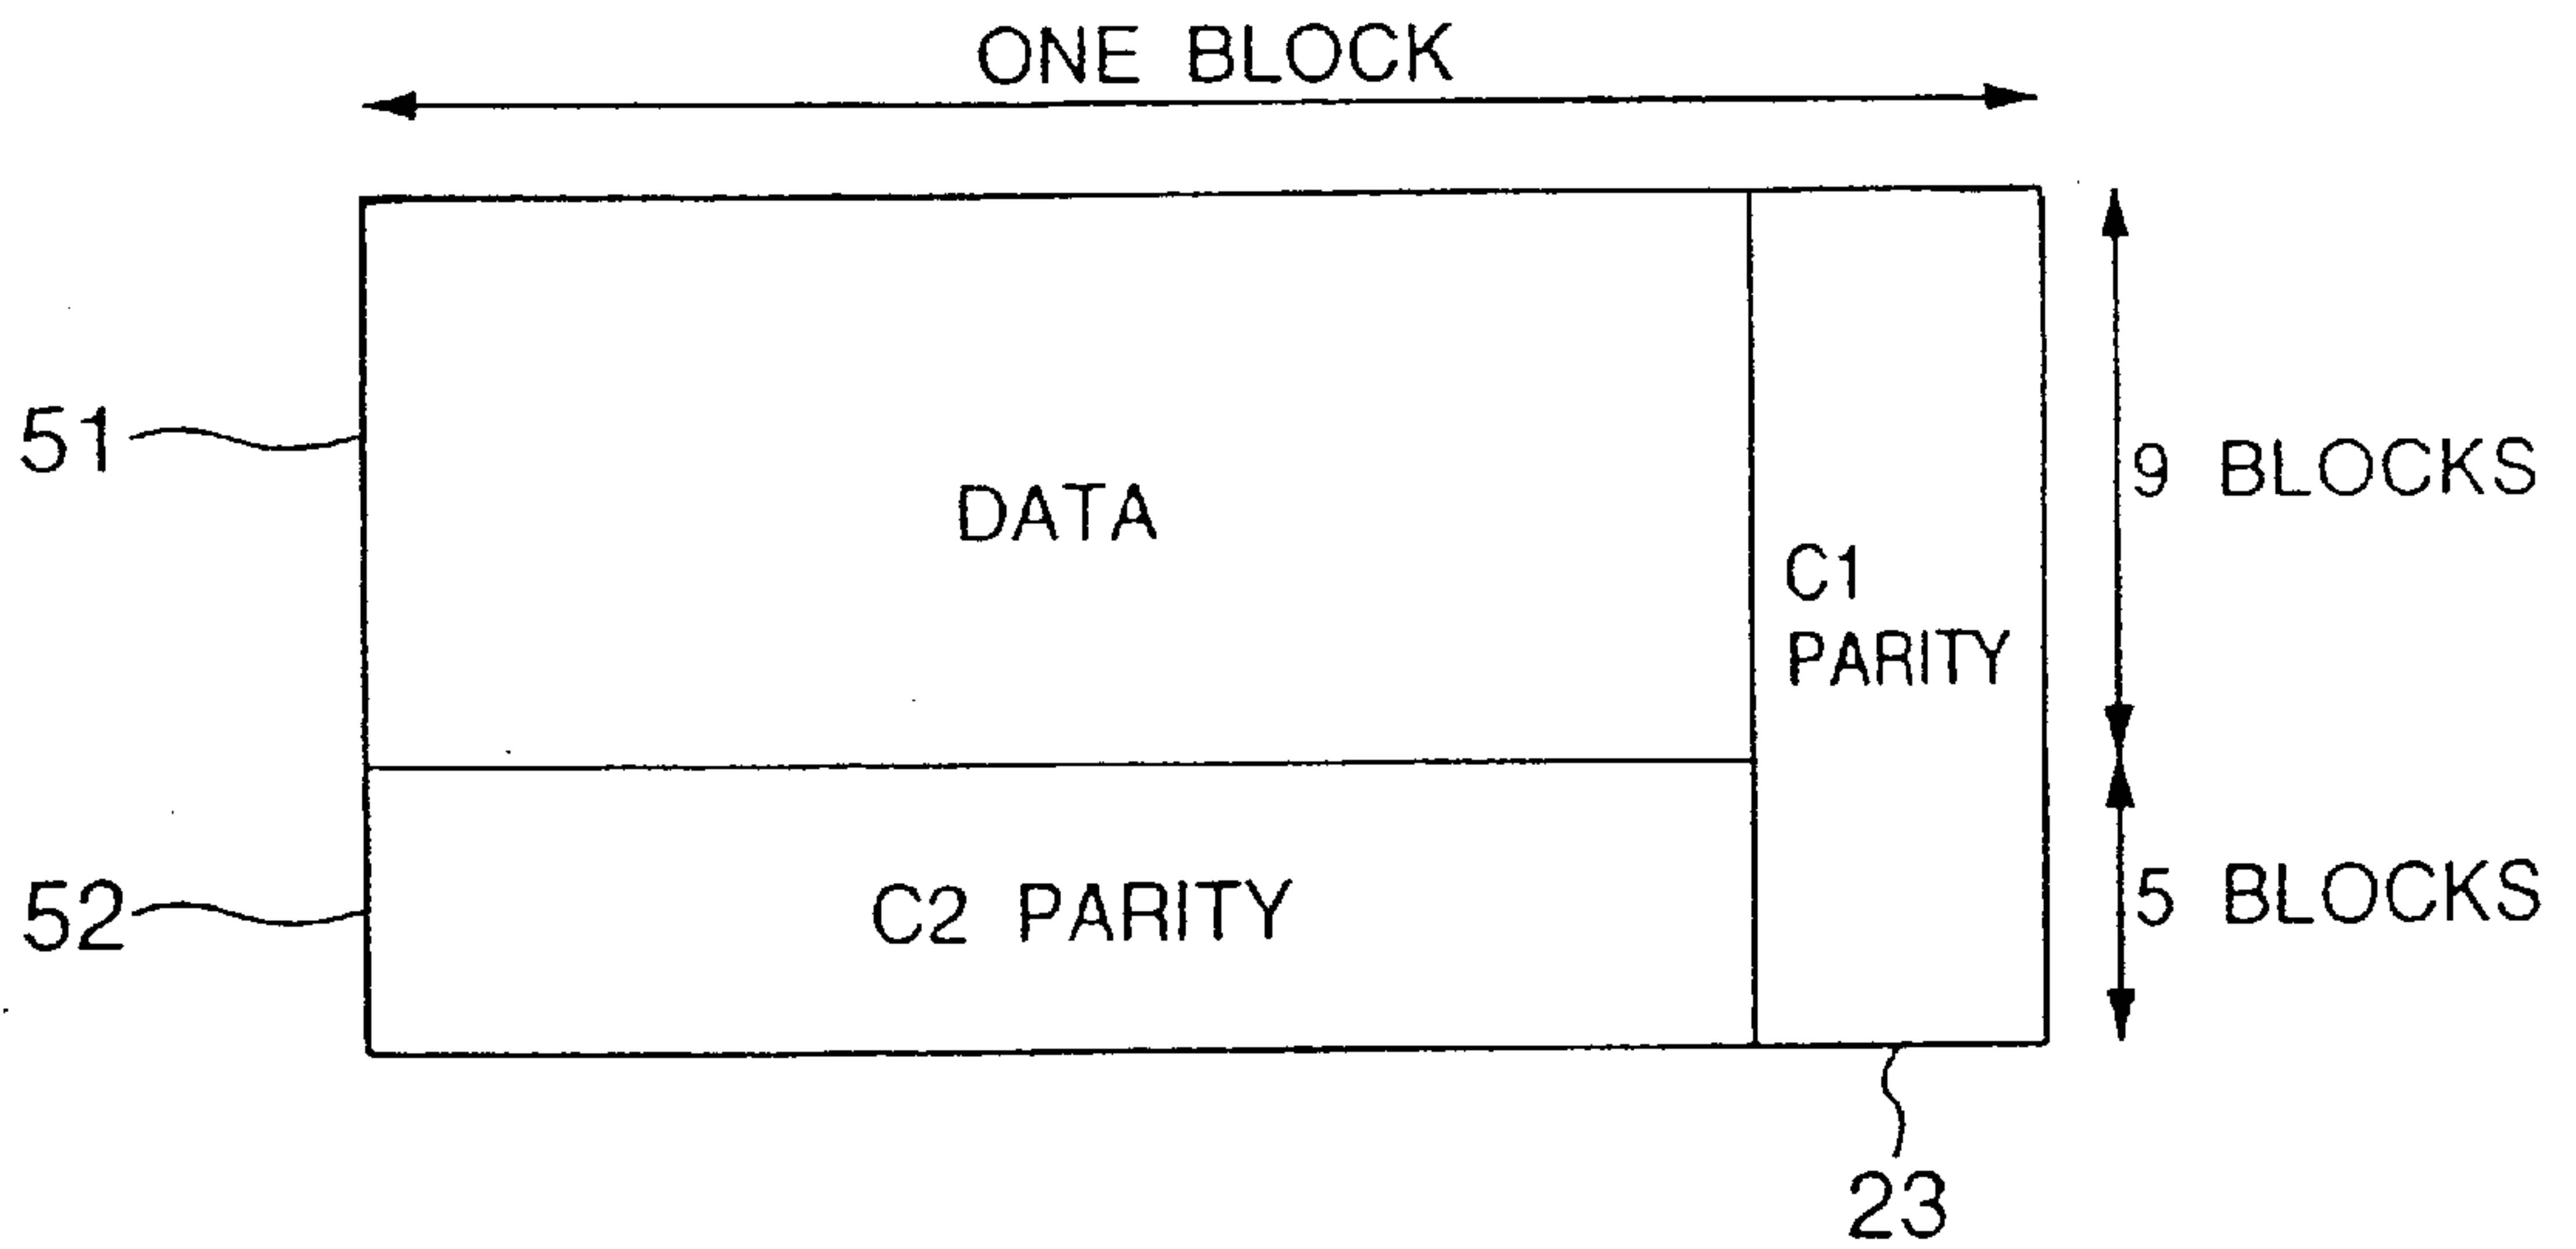 ONE BLOCK
51
DATA
9 BLOCKS
C1
PARITY
52
C2 PARITY
5 BLOCKS
23